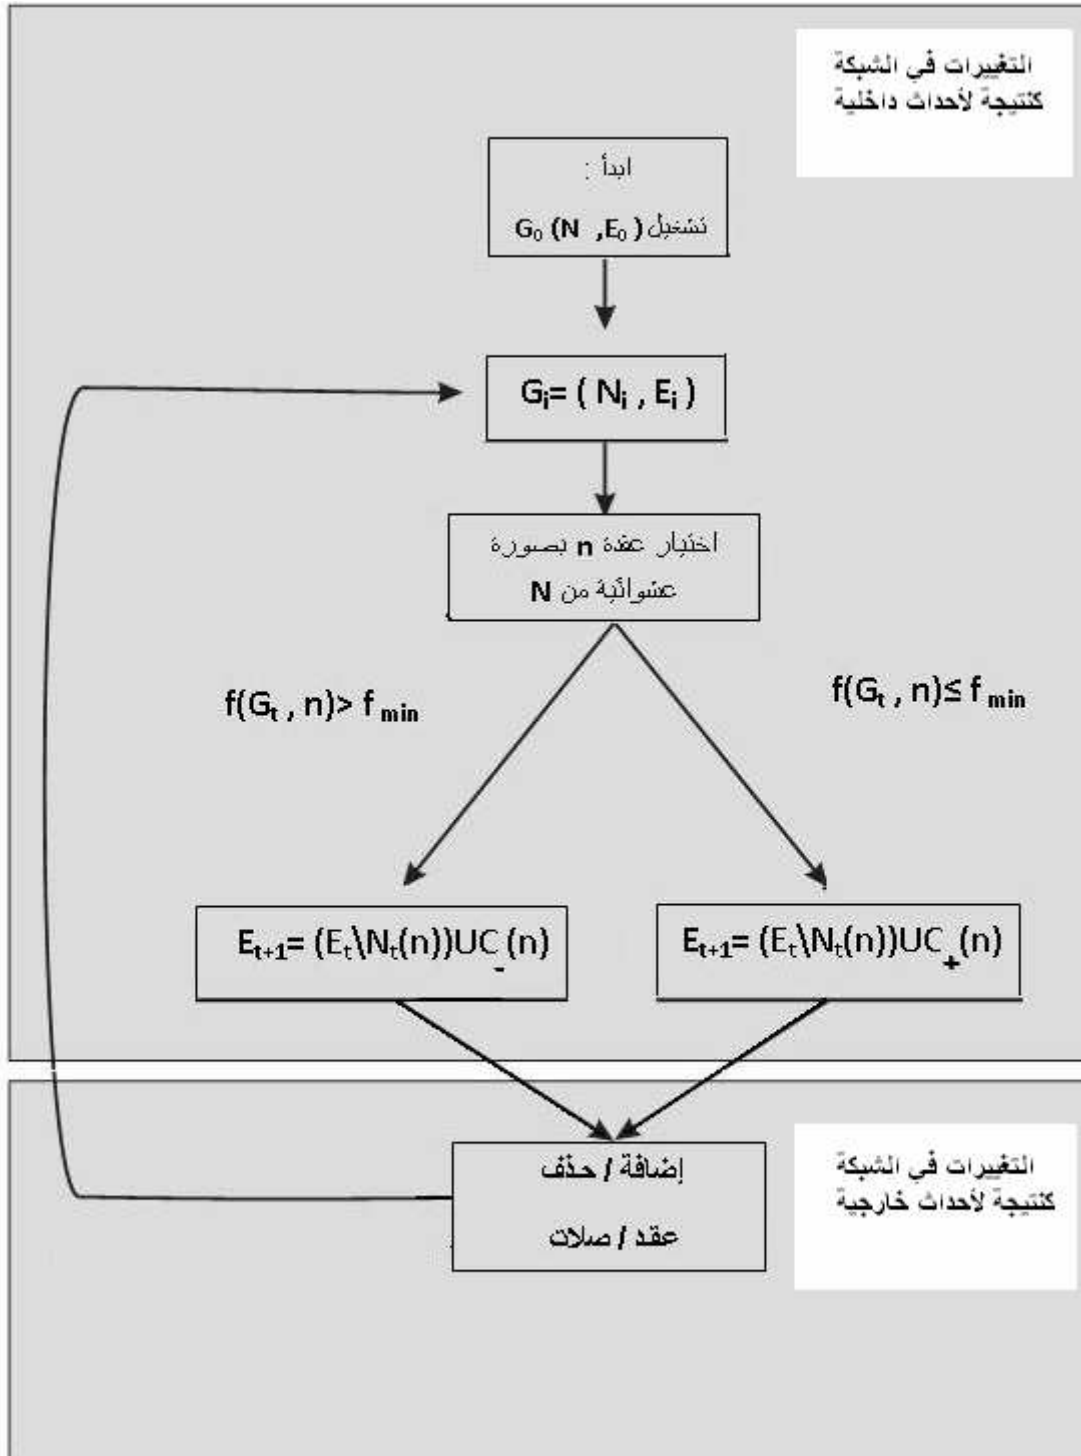 التغييرات في الشبكة
كنتيجة لأحداث داخلية
ابدأ :
تشغيل G₀ (N ,E₀ )
Gᵢ= ( Nᵢ , Eᵢ )
اختيار عقدة n بصورة
عشوائية من N
f(Gₜ , n)> f min
f(Gₜ , n)≤ f min
Eₜ₊₁= (Eₜ\Nₜ(n))UC₋(n)
Eₜ₊₁= (Eₜ\Nₜ(n))UC₊(n)
إضافة / حذف
عقد / صلات
التغييرات في الشبكة
كنتيجة لأحداث خارجية